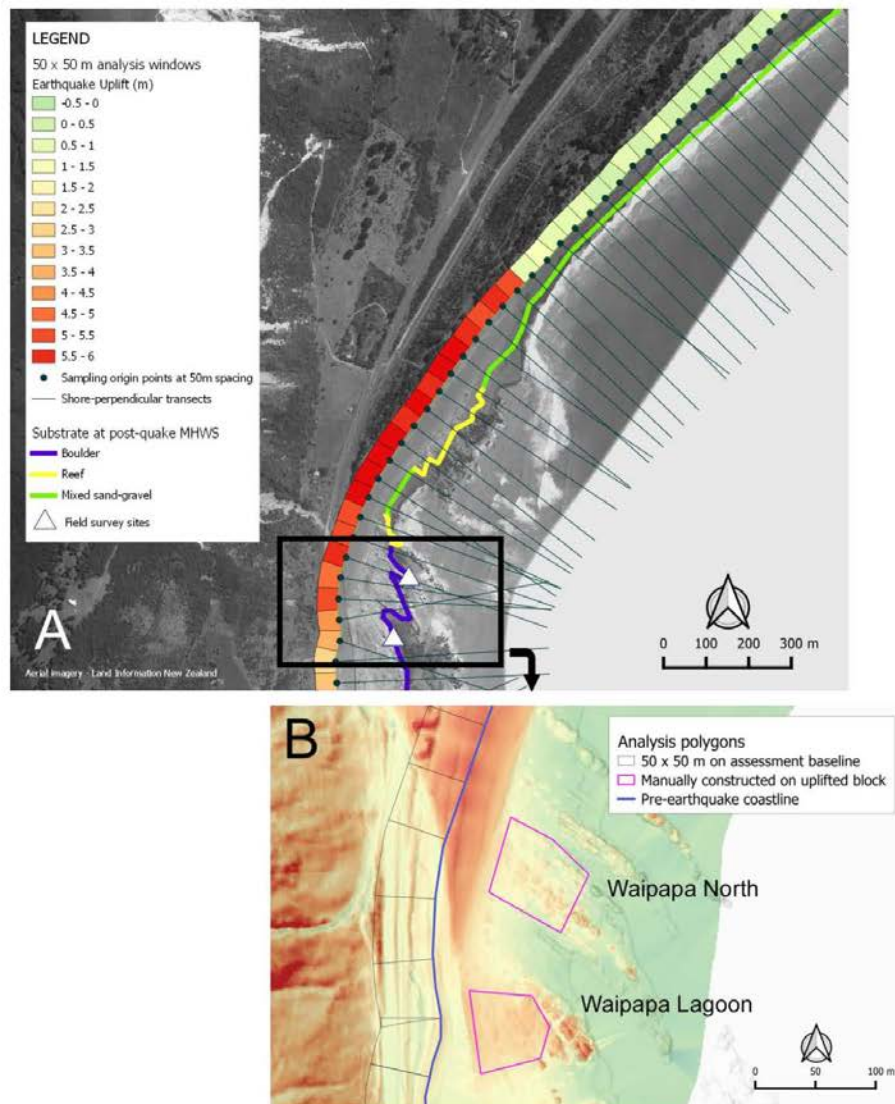 LEGEND
50 x 50 m analysis windows
Earthquake Uplift (m)
-0.5 - 0
0 - 0.5
0.5 - 1
1 - 1.5
1.5 - 2
2 - 2.5
2.5 - 3
3 - 3.5
3.5 - 4
4 - 4.5
4.5 - 5
5 - 5.5
5.5 - 6
Sampling origin points at 50m spacing
Shore-perpendicular transects
Substrate at post-quake MHWS
Boulder
Reef
Mixed sand-gravel
Field survey sites
A
Aerial imagery - Land Information New Zealand
0 100 200 300 m
B
Analysis polygons
50 x 50 m on assessment baseline
Manually constructed on uplifted block
Pre-earthquake coastline
Waipapa North
Waipapa Lagoon
0 50 100 m